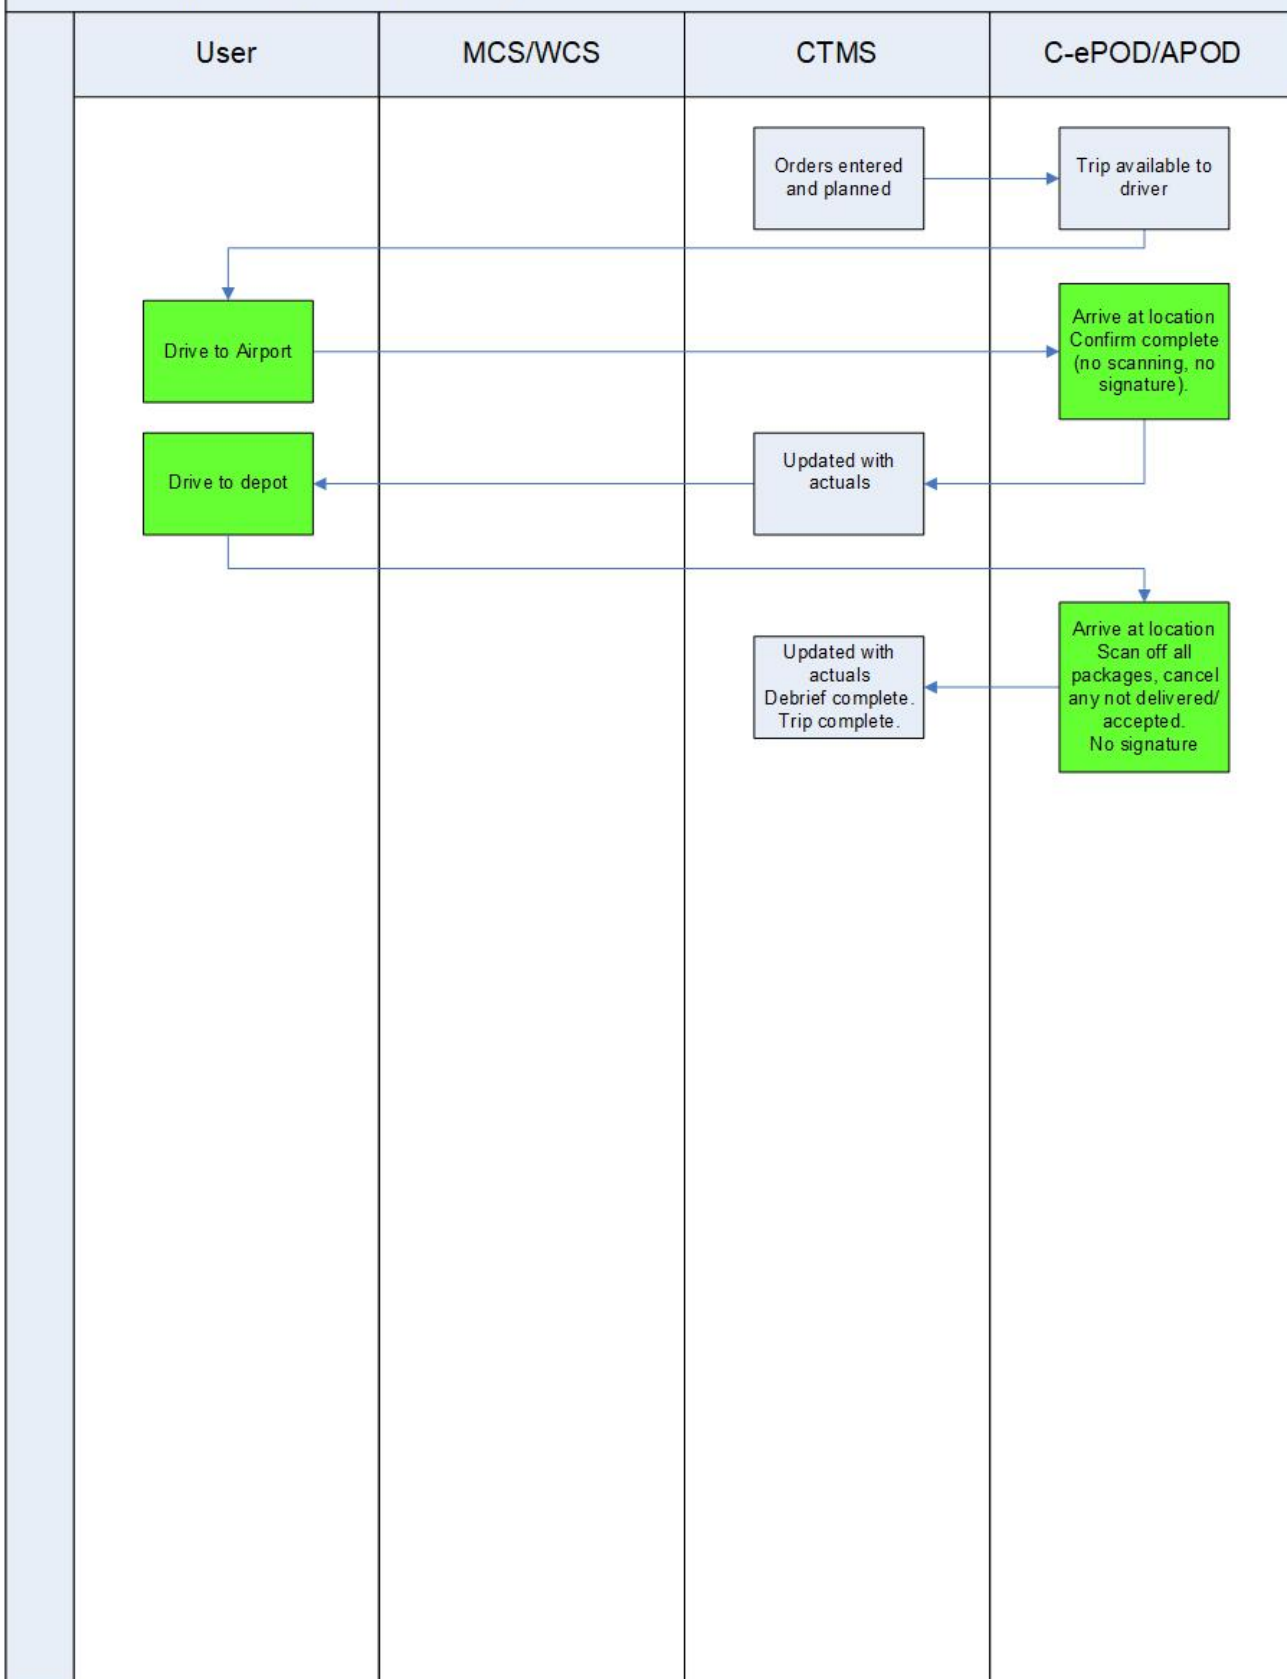 User
MCS/WCS
CTMS
C-ePOD/APOD
Orders entered
and planned
Trip available to
driver
Drive to Airport
Arrive at location
Confirm complete
(no scanning, no
signature).
Drive to depot
Updated with
actuals
Updated with
actuals
Debrief complete.
Trip complete.
Arrive at location
Scan off all
packages, cancel
any not delivered/
accepted.
No signature